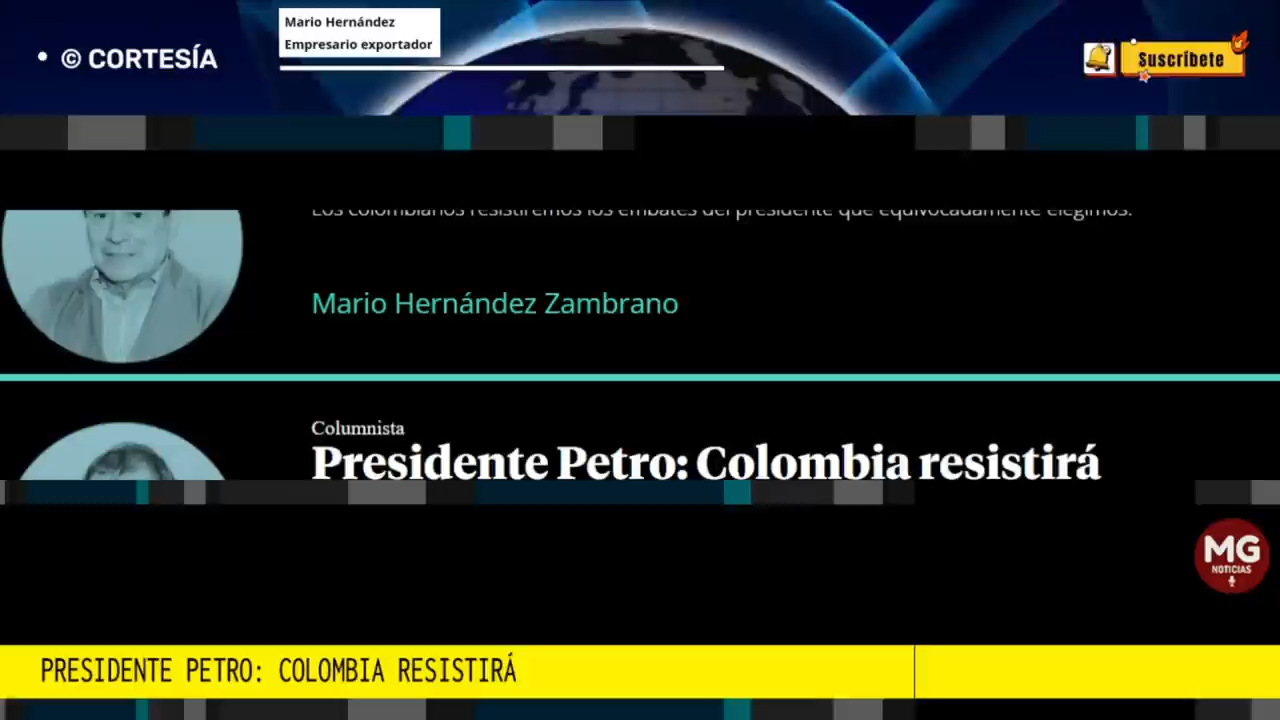 Mario Hernández
Empresario exportador
• © CORTESÍA
Suscríbete
Los colombianos resistiremos los embates del presidente que equivocadamente elegimos.
Mario Hernández Zambrano
Columnista
Presidente Petro: Colombia resistirá
MG
NOTICIAS
PRESIDENTE PETRO: COLOMBIA RESISTIRÁ